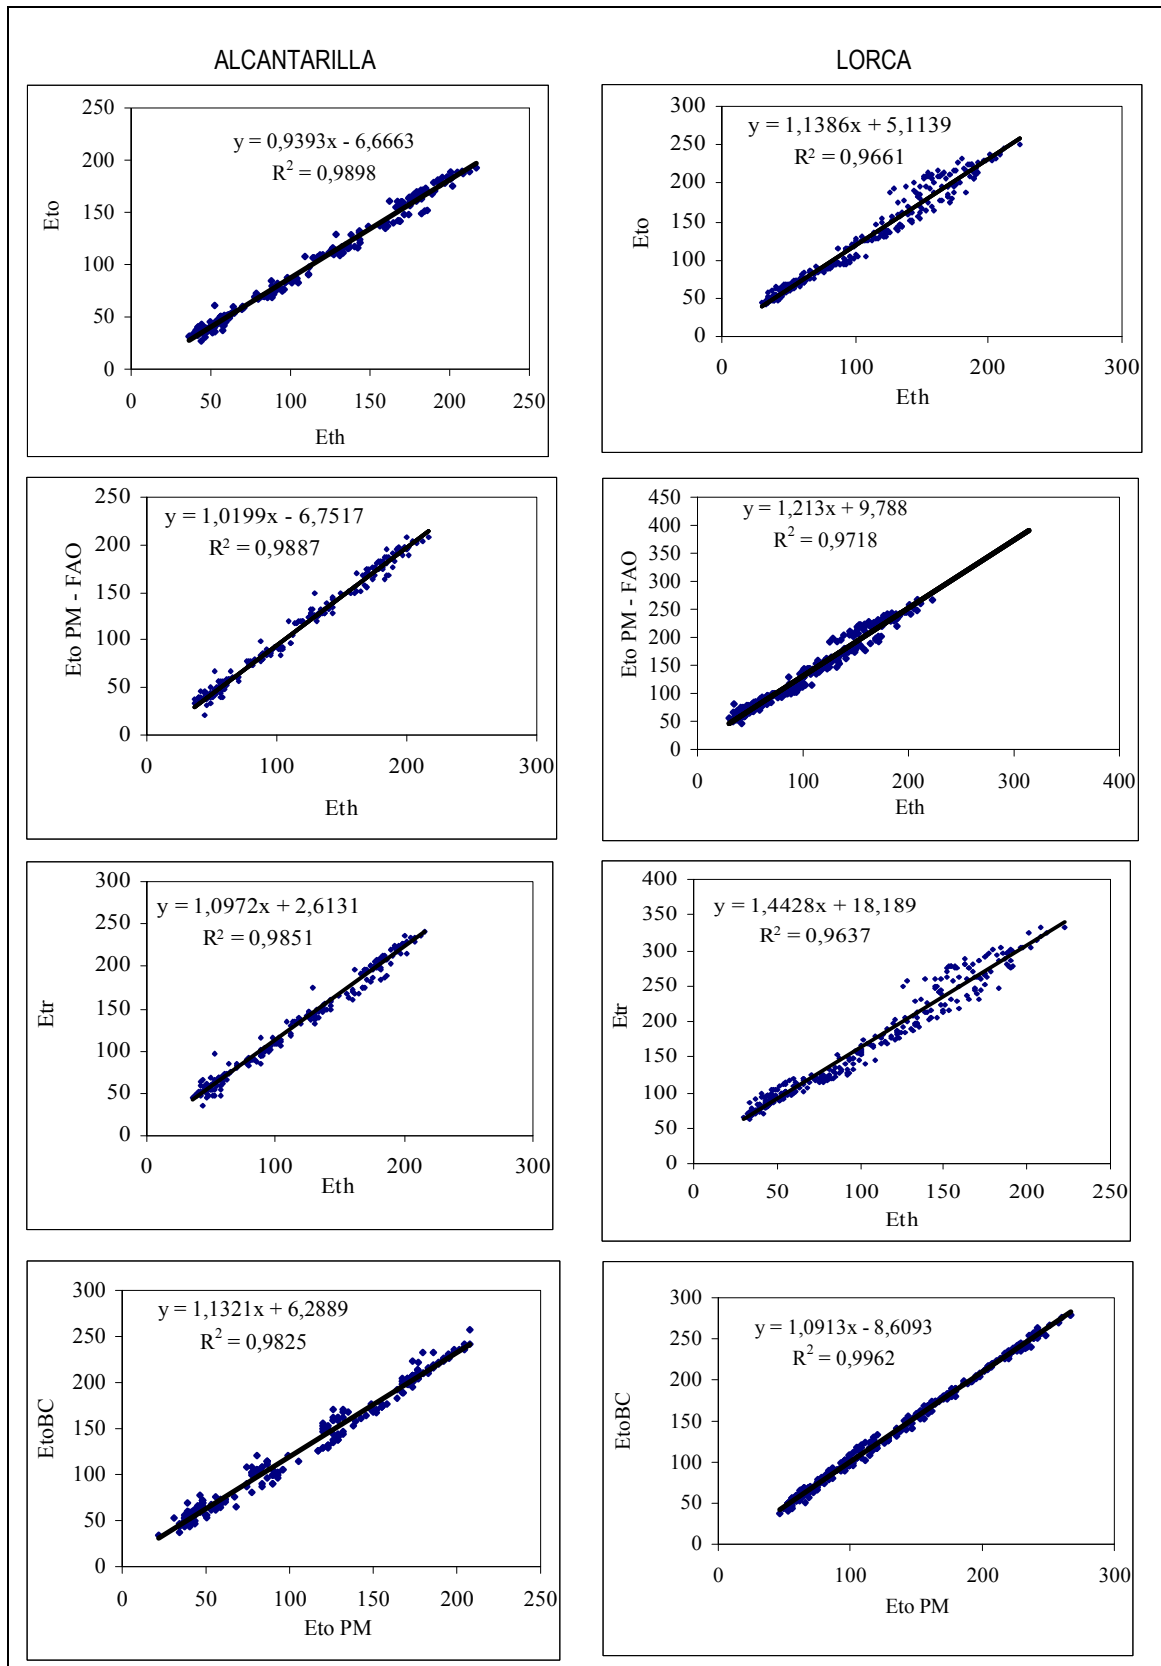 ALCANTARILLA
LORCA
250
200
150
100
50
0
y = 0,9393x - 6,6663
R² = 0,9898
Eto
0 50 100 150 200 250
Eth
300
250
200
150
100
50
0
y = 1,1386x + 5,1139
R² = 0,9661
Eto
0 100 200 300
Eth
250
200
150
100
50
0
y = 1,0199x - 6,7517
R² = 0,9887
Eto PM - FAO
0 100 200 300
Eth
450
400
350
300
250
200
150
100
50
0
y = 1,213x + 9,788
R² = 0,9718
Eto PM - FAO
0 100 200 300 400
Eth
300
250
200
150
100
50
0
y = 1,0972x + 2,6131
R² = 0,9851
Etr
0 100 200 300
Eth
400
350
300
250
200
150
100
50
0
y = 1,4428x + 18,189
R² = 0,9637
Etr
0 50 100 150 200 250
Eth
300
250
200
150
100
50
0
y = 1,1321x + 6,2889
R² = 0,9825
EtoBC
0 50 100 150 200 250
Eto PM
300
250
200
150
100
50
0
y = 1,0913x - 8,6093
R² = 0,9962
EtoBC
0 100 200 300
Eto PM